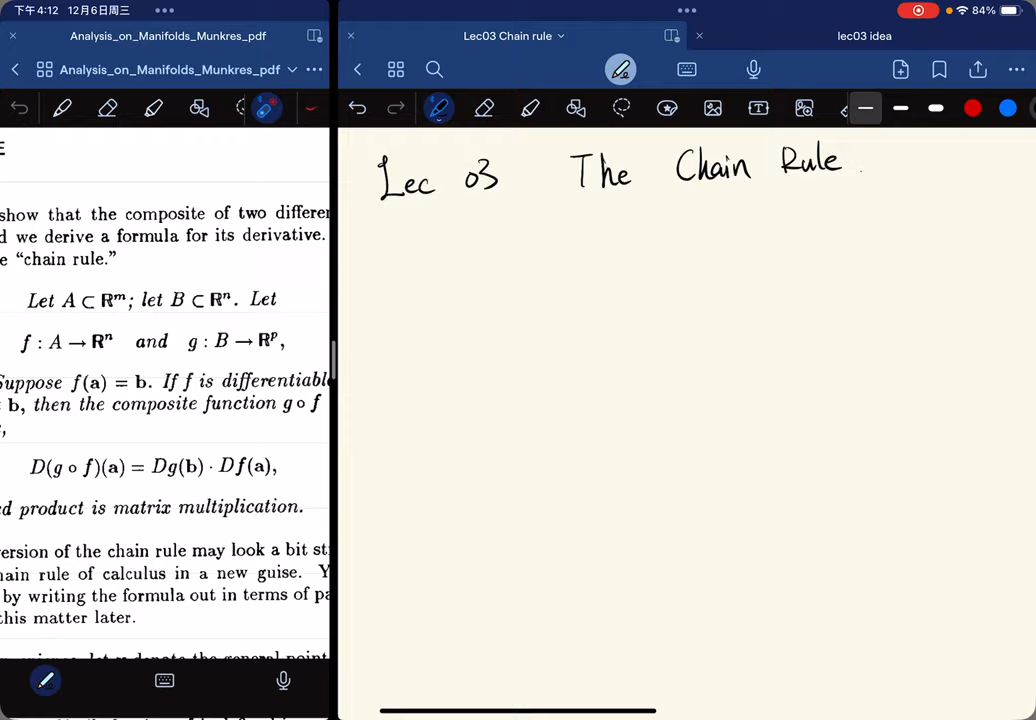 下午4:12 12月6日周三
84%
Analysis_on_Manifolds_Munkres_pdf
Lec03 Chain rule
lec03 idea
Analysis_on_Manifolds_Munkres_pdf
Lec 03 The Chain Rule
show that the composite of two differen
d we derive a formula for its derivative.
e “chain rule.”
Let A ⊂ Rᵐ; let B ⊂ Rⁿ. Let
f : A → Rⁿ and g : B → Rᵖ,
Suppose f(a) = b. If f is differentiable
b, then the composite function g ∘ f
D(g ∘ f)(a) = Dg(b) · Df(a),
d product is matrix multiplication.
ersion of the chain rule may look a bit st
hain rule of calculus in a new guise. Y
by writing the formula out in terms of pa
this matter later.